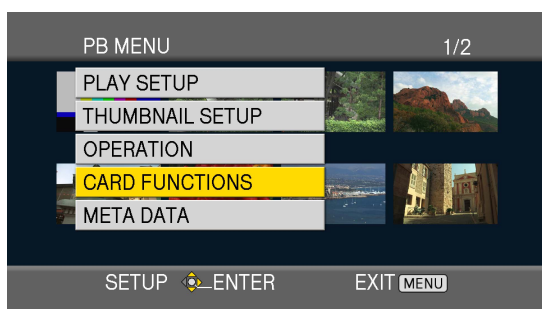 PB MENU 1/2
PLAY SETUP
THUMBNAIL SETUP
OPERATION
CARD FUNCTIONS
META DATA
SETUP ENTER EXIT MENU